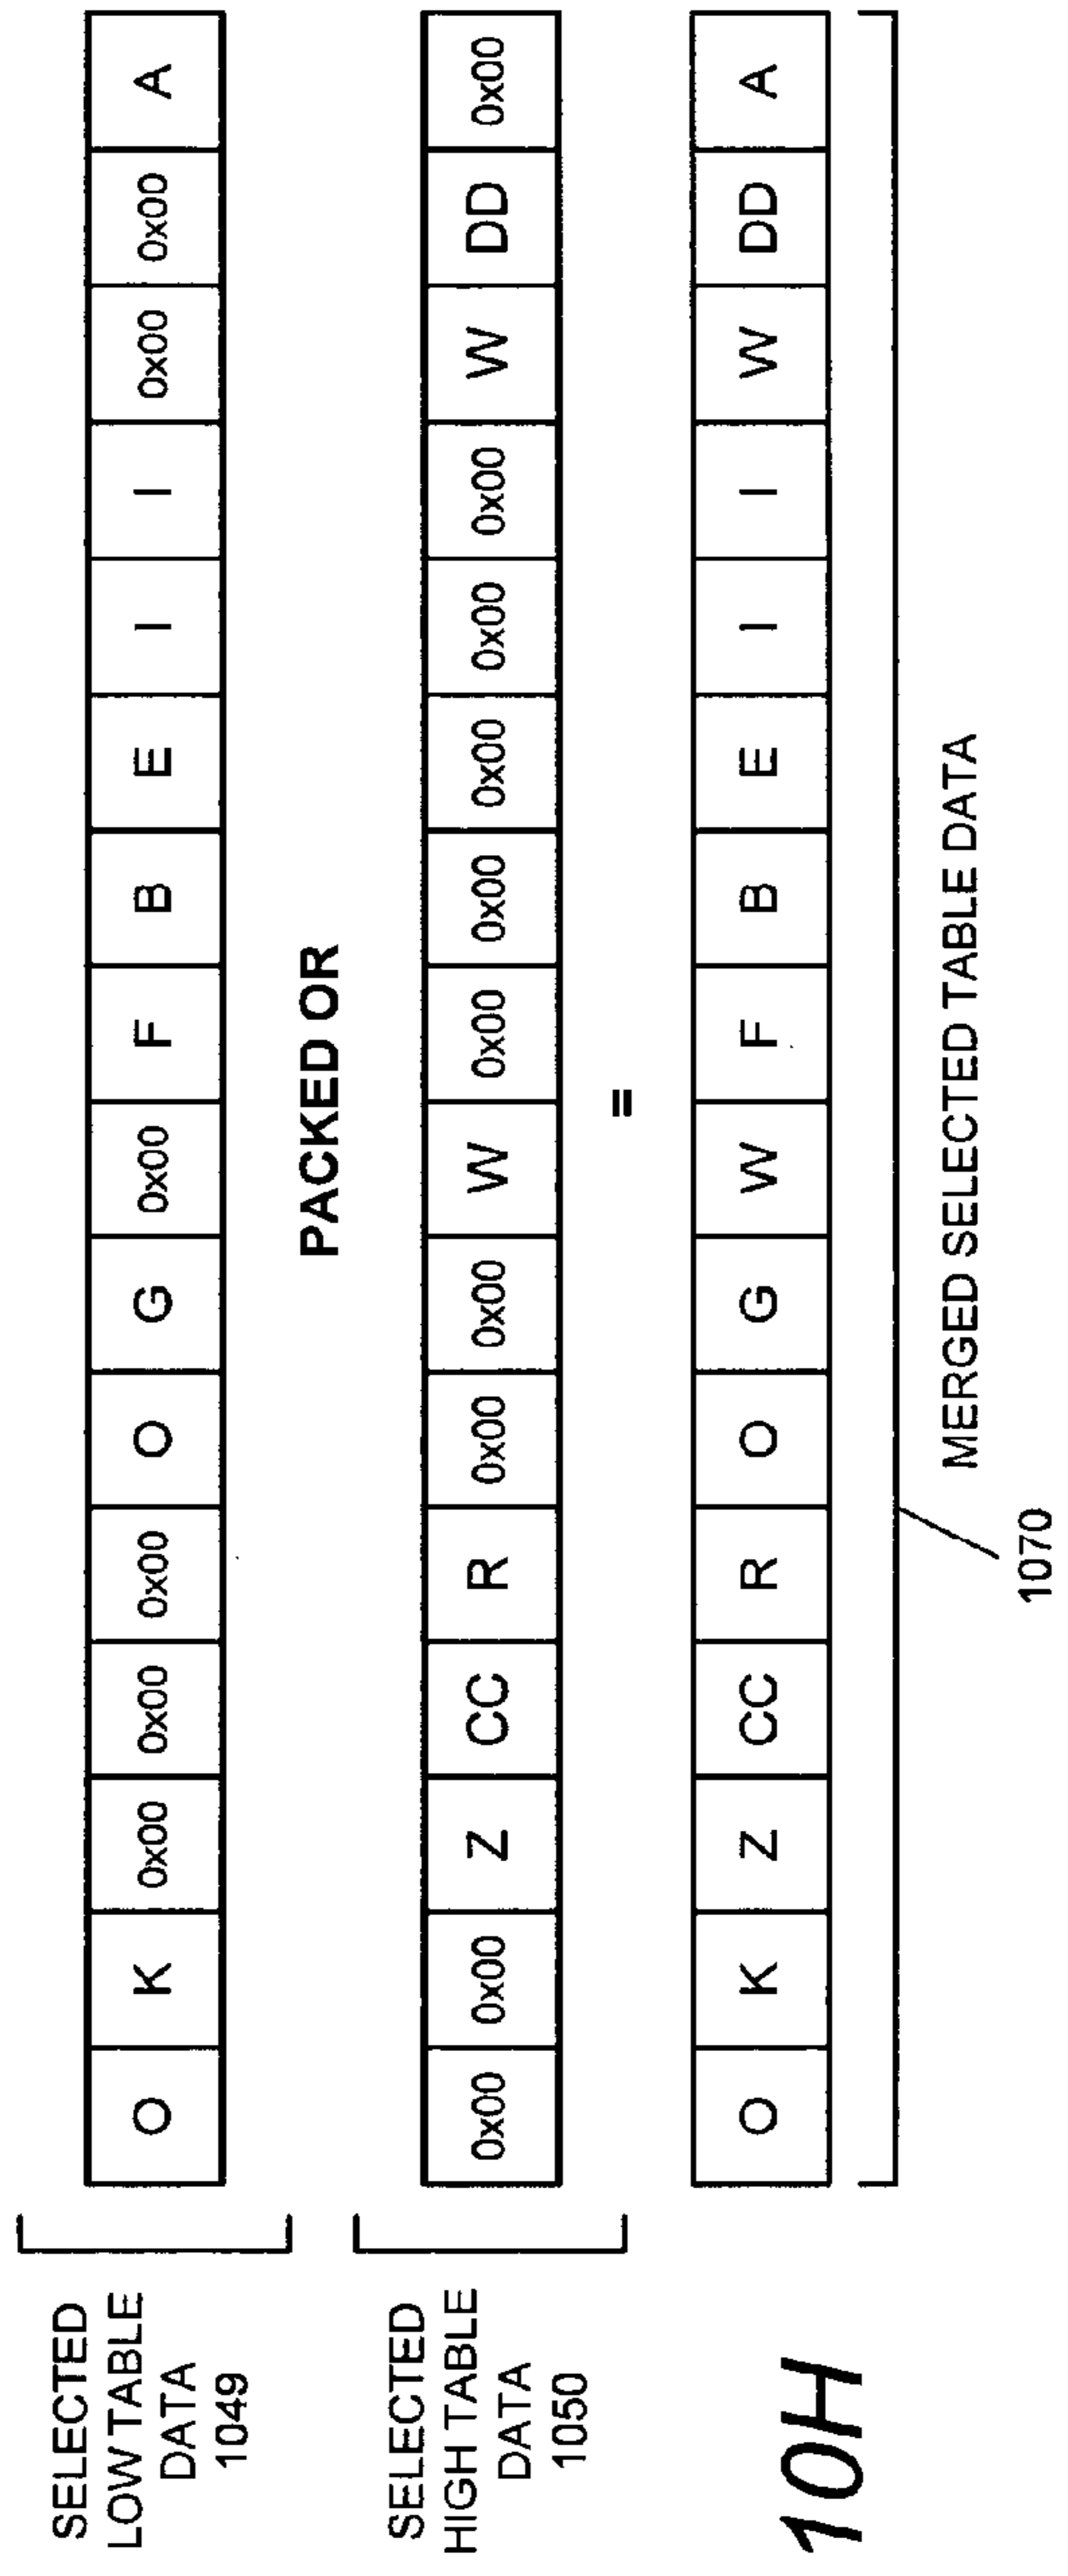 SELECTED
LOW TABLE
DATA
1049
O K 0x00 0x00 0x00 O G 0x00 F B E I I 0x00 0x00 A
PACKED OR
SELECTED
HIGH TABLE
DATA
1050
0x00 0x00 Z CC R 0x00 0x00 W 0x00 0x00 0x00 0x00 0x00 W DD 0x00
=
O K Z CC R O G W F B E I I W DD A
MERGED SELECTED TABLE DATA
1070
10H